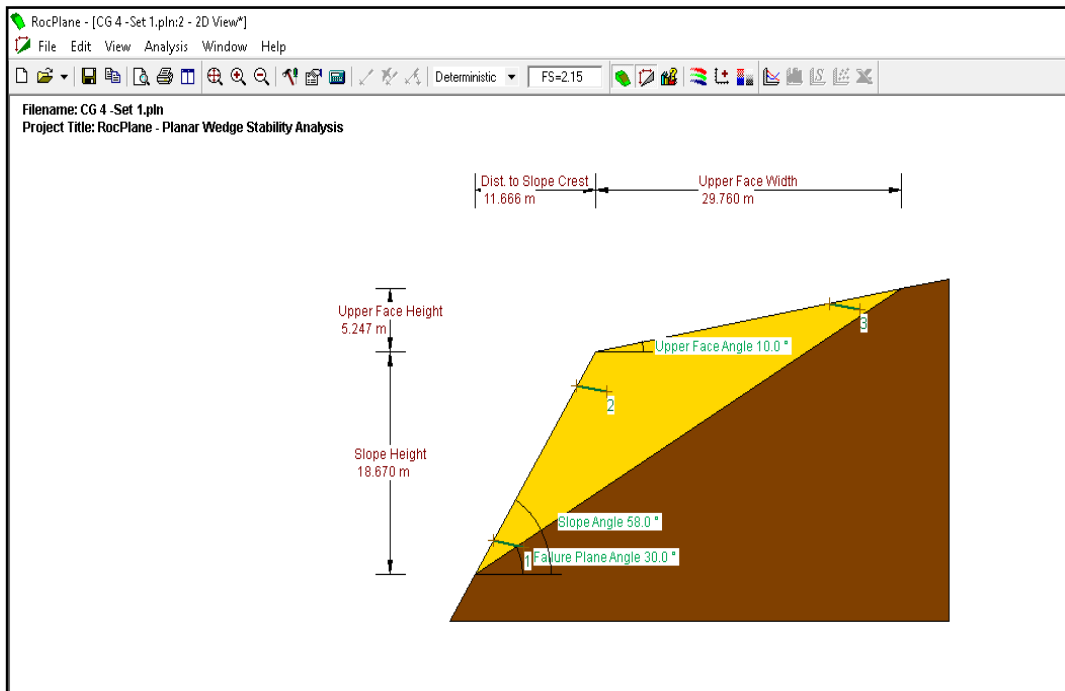 RocPlane - [CG 4 -Set 1.pln:2 - 2D View*]
File Edit View Analysis Window Help
Deterministic FS=2.15
Filename: CG 4 -Set 1.pln
Project Title: RocPlane - Planar Wedge Stability Analysis
Dist. to Slope Crest
11.666 m
Upper Face Width
29.760 m
Upper Face Height
5.247 m
3
Upper Face Angle 10.0 °
2
Slope Height
18.670 m
Slope Angle 58.0 °
1
Failure Plane Angle 30.0 °